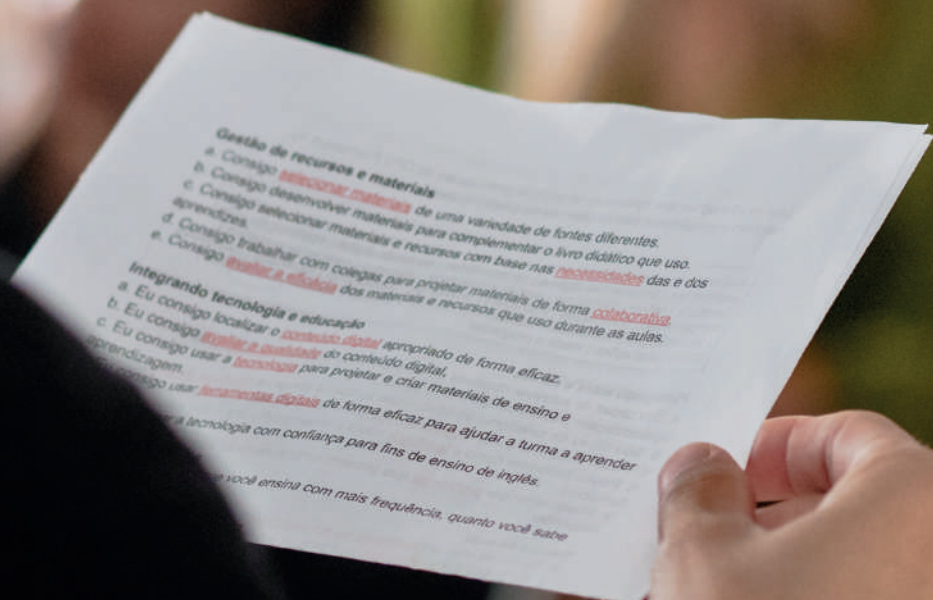 Gestão de recursos e materiais
a. Consigo selecionar materiais de uma variedade de fontes diferentes.
b. Consigo desenvolver materiais para complementar o livro didático que uso.
c. Consigo selecionar materiais e recursos com base nas necessidades das e dos
aprendizes.
d. Consigo trabalhar com colegas para projetar materiais de forma colaborativa.
e. Consigo avaliar a eficácia dos materiais e recursos que uso durante as aulas.
Integrando tecnologia e educação
a. Eu consigo localizar o conteúdo digital apropriado de forma eficaz.
b. Eu consigo avaliar a qualidade do conteúdo digital.
c. Eu consigo usar a tecnologia para projetar e criar materiais de ensino e
aprendizagem.
consigo usar ferramentas digitais de forma eficaz para ajudar a turma a aprender
a tecnologia com confiança para fins de ensino de inglês.
você ensina com mais frequência, quanto você sabe